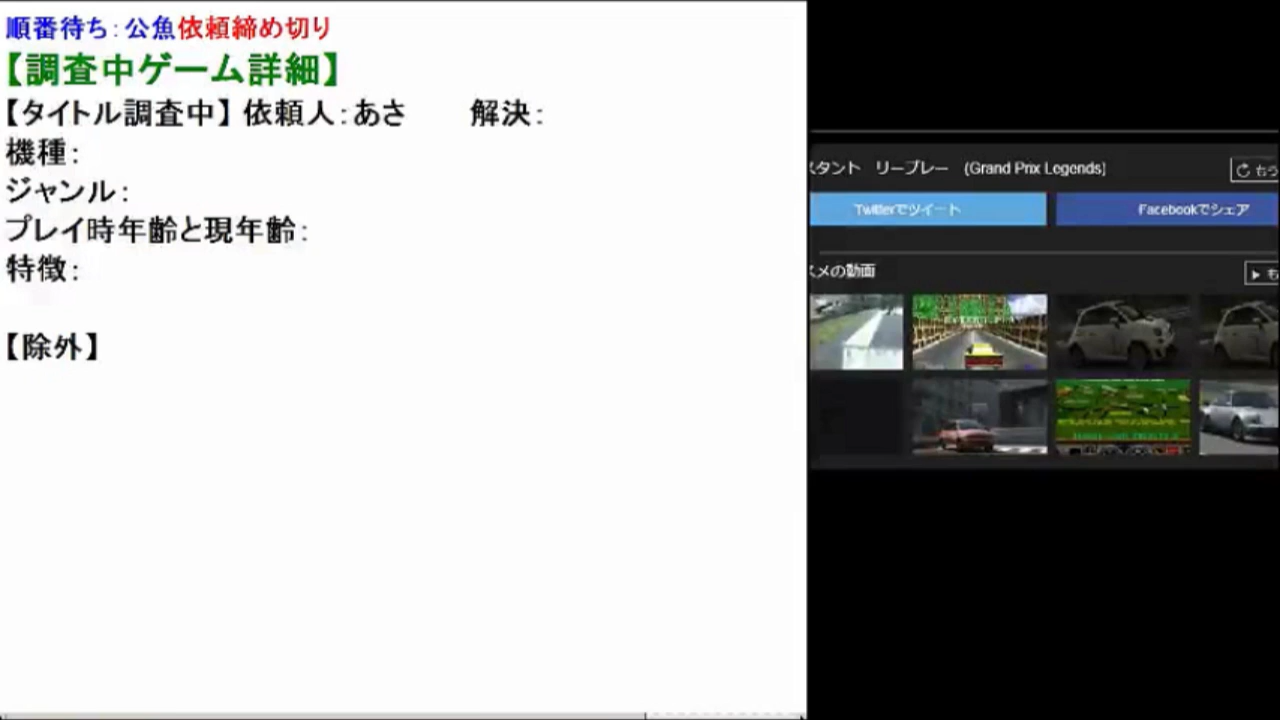 順番待ち：公魚依頼締め切り
【調査中ゲーム詳細】
【タイトル調査中】 依頼人：あさ　　解決：
機種：
ジャンル：
プレイ時年齢と現年齢：
特徴：
【除外】
スタント　リープレー　(Grand Prix Legends)
もう
Twitterでツイート
Facebookでシェア
スメの動画
も